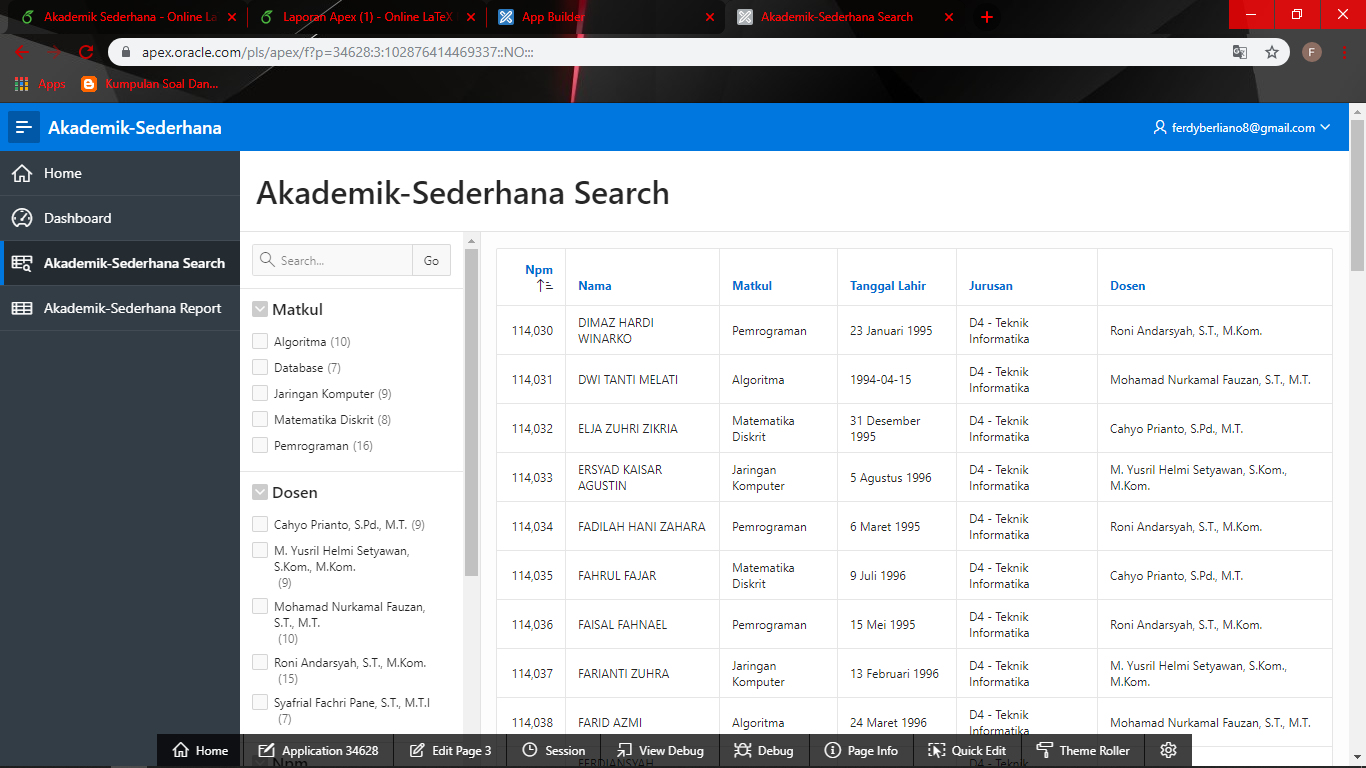 Akademik Sederhana - Online La
Laporan Apex (1) - Online LaTeX
App Builder
Akademik-Sederhana Search
apex.oracle.com/pls/apex/f?p=34628:3:102876414469337::NO:::
F
Apps
Kumpulan Soal Dan...
Akademik-Sederhana
ferdyberliano8@gmail.com
Home
Dashboard
Akademik-Sederhana Search
Akademik-Sederhana Report
Akademik-Sederhana Search
Search...
Go
Matkul
Algoritma (10)
Database (7)
Jaringan Komputer (9)
Matematika Diskrit (8)
Pemrograman (16)
Dosen
Cahyo Prianto, S.Pd., M.T. (9)
M. Yusril Helmi Setyawan,
S.Kom., M.Kom.
(9)
Mohamad Nurkamal Fauzan,
S.T., M.T.
(10)
Roni Andarsyah, S.T., M.Kom.
(15)
Syafrial Fachri Pane, S.T., M.T.I
(7)
Npm
Npm Nama Matkul Tanggal Lahir Jurusan Dosen
114,030 DIMAZ HARDI WINARKO Pemrograman 23 Januari 1995 D4 - Teknik Informatika Roni Andarsyah, S.T., M.Kom.
114,031 DWI TANTI MELATI Algoritma 1994-04-15 D4 - Teknik Informatika Mohamad Nurkamal Fauzan, S.T., M.T.
114,032 ELJA ZUHRI ZIKRIA Matematika Diskrit 31 Desember 1995 D4 - Teknik Informatika Cahyo Prianto, S.Pd., M.T.
114,033 ERSYAD KAISAR AGUSTIN Jaringan Komputer 5 Agustus 1996 D4 - Teknik Informatika M. Yusril Helmi Setyawan, S.Kom., M.Kom.
114,034 FADILAH HANI ZAHARA Pemrograman 6 Maret 1995 D4 - Teknik Informatika Roni Andarsyah, S.T., M.Kom.
114,035 FAHRUL FAJAR Matematika Diskrit 9 Juli 1996 D4 - Teknik Informatika Cahyo Prianto, S.Pd., M.T.
114,036 FAISAL FAHNAEL Pemrograman 15 Mei 1995 D4 - Teknik Informatika Roni Andarsyah, S.T., M.Kom.
114,037 FARIANTI ZUHRA Jaringan Komputer 13 Februari 1996 D4 - Teknik Informatika M. Yusril Helmi Setyawan, S.Kom., M.Kom.
114,038 FARID AZMI Algoritma 24 Maret 1996 D4 - Teknik Informatika Mohamad Nurkamal Fauzan, S.T., M.T.
FERDIANSYAH
Home Application 34628 Edit Page 3 Session View Debug Debug Page Info Quick Edit Theme Roller